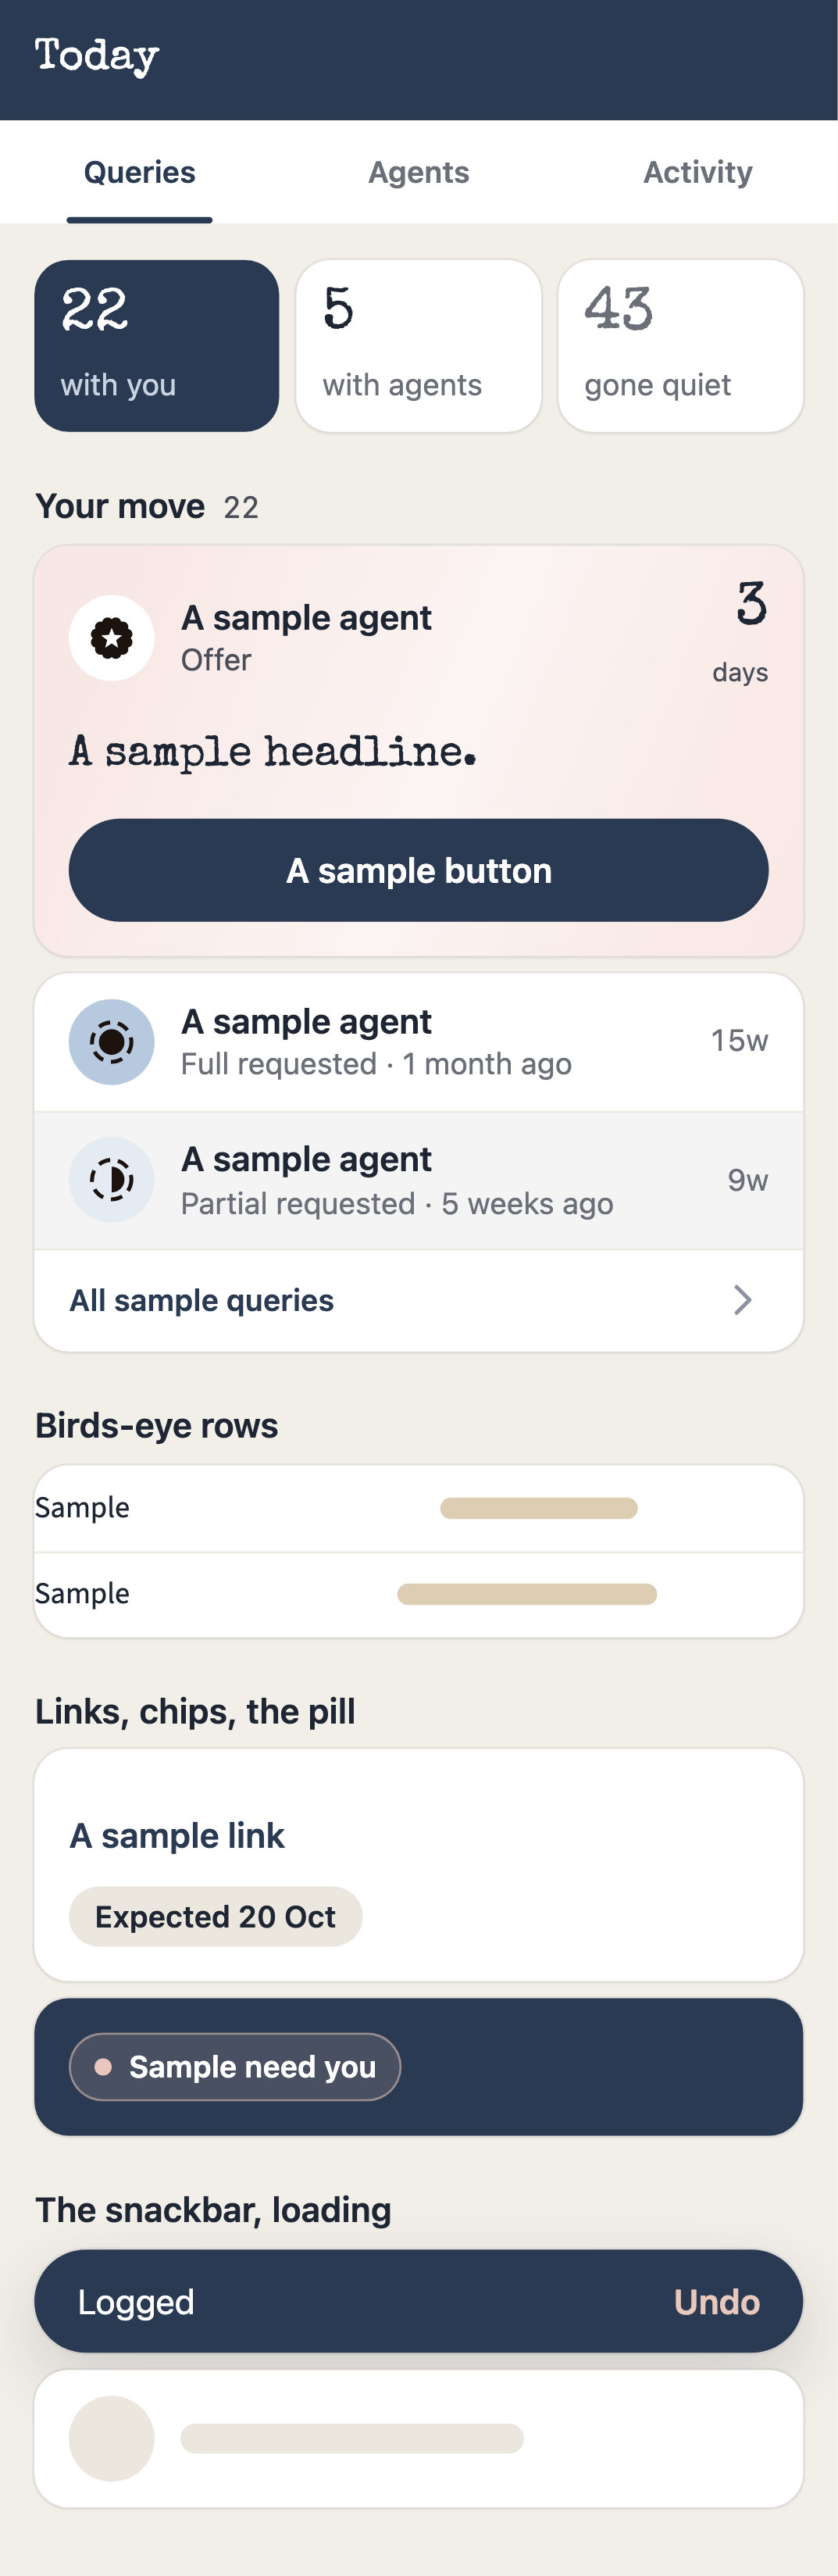 Today
Queries
Agents
Activity
22
with you
5
with agents
43
gone quiet
Your move 22
A sample agent
Offer
3
days
A sample headline.
A sample button
A sample agent
Full requested · 1 month ago
15w
A sample agent
Partial requested · 5 weeks ago
9w
All sample queries
Birds-eye rows
Sample
Sample
Links, chips, the pill
A sample link
Expected 20 Oct
Sample need you
The snackbar, loading
Logged
Undo